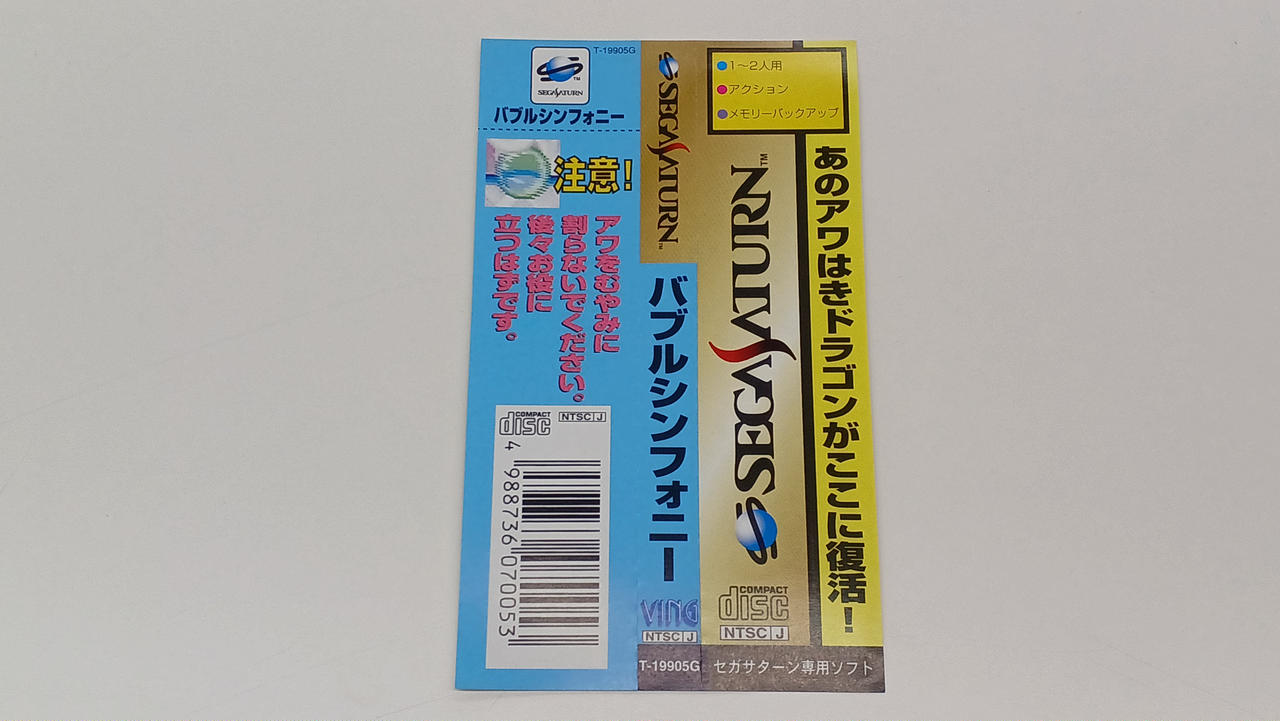 T-19905G
SEGA SATURN™
バブルシンフォニー
注意!
アワをむやみに
割らないでください。
後々お役に
立つはずです。
COMPACT
disc
NTSC J
4 988736 070053
SEGA SATURN™
バブルシンフォニー
VING
NTSC J
T-19905G
1〜2人用
アクション
メモリーバックアップ
SEGA SATURN™
COMPACT
disc
NTSC J
セガサターン専用ソフト
あのアワはきドラゴンがここに復活!